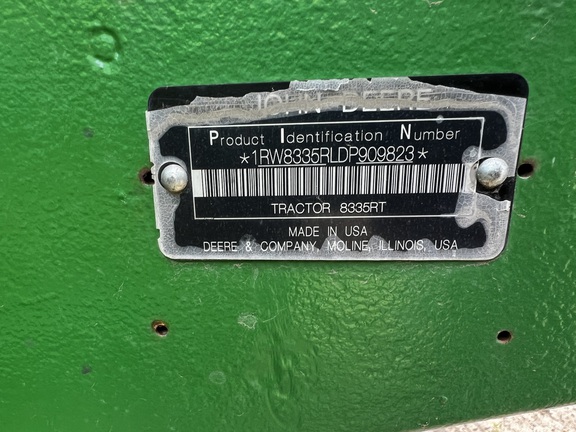 JOHN DEERE
Product Identification Number
*1RW8335RLDP909823*
TRACTOR 8335RT
MADE IN USA
DEERE & COMPANY, MOLINE, ILLINOIS, USA